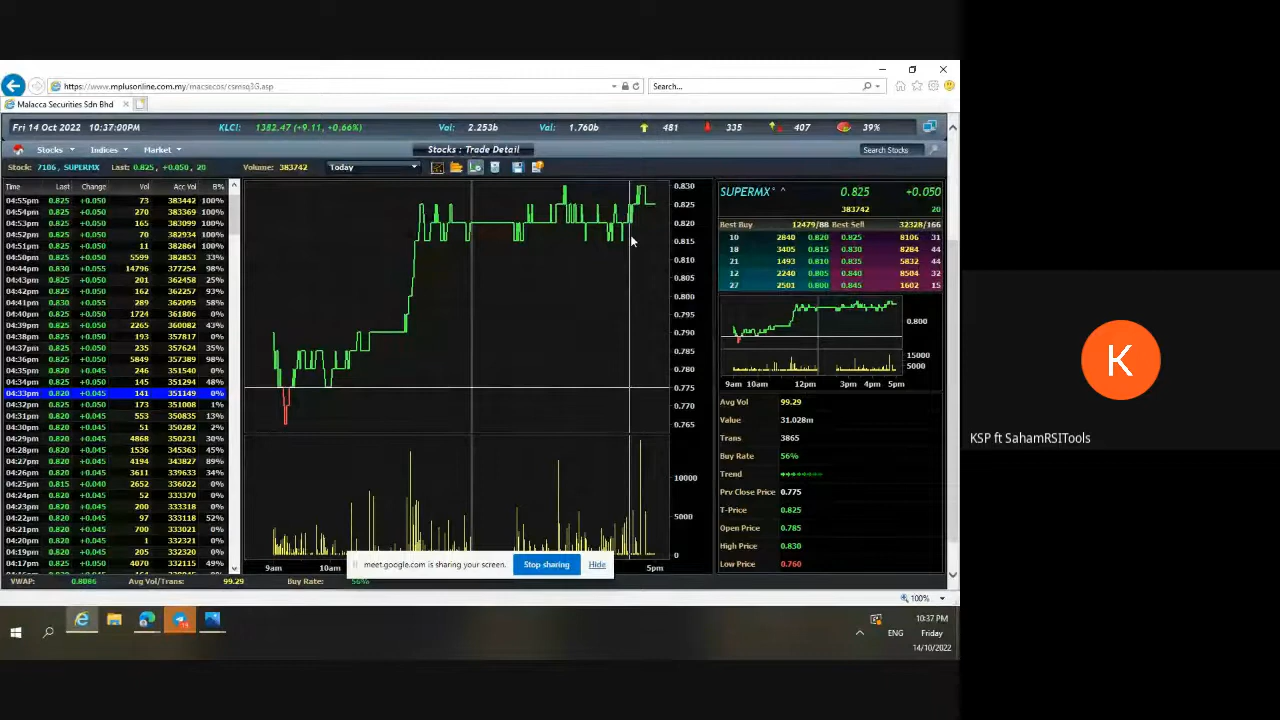 https://www.mplusonline.com.my/macsecos/csmsq3G.asp
Search...
Malacca Securities Sdn Bhd
Fri 14 Oct 2022 10:37:00PM KLCI: 1382.47 (+9.11, +0.66%) Vol: 2.253b Val: 1.760b 481 335 407 39%
Stocks Indices Market Stocks : Trade Detail Search Stocks
Stock: 7106, SUPERMX Last: 0.825, +0.050, 20 Volume: 383742 Today
Time Last Change Vol Acc Vol B%
04:55pm 0.825 +0.050 73 383442 100%
04:54pm 0.825 +0.050 270 383369 100%
04:53pm 0.825 +0.050 165 383099 100%
04:52pm 0.825 +0.050 70 382934 100%
04:51pm 0.825 +0.050 11 382864 100%
04:50pm 0.825 +0.050 5599 382853 33%
04:44pm 0.830 +0.055 14796 377254 98%
04:43pm 0.825 +0.050 201 362458 25%
04:42pm 0.825 +0.050 162 362257 93%
04:41pm 0.830 +0.055 289 362095 58%
04:40pm 0.825 +0.050 1724 361806 0%
04:39pm 0.825 +0.050 2265 360082 43%
04:38pm 0.825 +0.050 193 357817 0%
04:37pm 0.825 +0.050 235 357624 35%
04:36pm 0.825 +0.050 5849 357389 98%
04:35pm 0.820 +0.045 246 351540 0%
04:34pm 0.825 +0.050 145 351294 48%
04:33pm 0.820 +0.045 141 351149 0%
04:32pm 0.825 +0.050 173 351008 1%
04:31pm 0.820 +0.045 553 350835 13%
04:30pm 0.820 +0.045 51 350282 2%
04:29pm 0.820 +0.045 4868 350231 30%
04:28pm 0.820 +0.045 1536 345363 45%
04:27pm 0.820 +0.045 4194 343827 89%
04:26pm 0.820 +0.045 3611 339633 34%
04:25pm 0.815 +0.040 2652 336022 0%
04:24pm 0.820 +0.045 52 333370 0%
04:23pm 0.820 +0.045 200 333318 0%
04:22pm 0.820 +0.045 97 333118 52%
04:21pm 0.820 +0.045 700 333021 0%
04:20pm 0.820 +0.045 1 332321 0%
04:19pm 0.820 +0.045 205 332320 0%
04:17pm 0.820 +0.045 4070 332115 49%
0.830
0.825
0.820
0.815
0.810
0.805
0.800
0.795
0.790
0.785
0.780
0.775
0.770
0.765
10000
5000
0
9am 10am 5pm
SUPERMX 0.825 +0.050
383742 20
Best Buy 12479/88 Best Sell 32328/166
10 2840 0.820 0.825 8106 31
18 3405 0.815 0.830 8284 44
21 1493 0.810 0.835 5832 44
12 2240 0.805 0.840 8504 32
27 2501 0.800 0.845 1602 15
0.800
15000
5000
9am 10am 12pm 3pm 4pm 5pm
Avg Vol 99.29
Value 31.028m
Trans 3865
Buy Rate 56%
Trend
Prv Close Price 0.775
T-Price 0.825
Open Price 0.785
High Price 0.830
Low Price 0.760
meet.google.com is sharing your screen. Stop sharing Hide
VWAP: 0.8086 Avg Vol/Trans: 99.29 Buy Rate: 56%
100%
10:37 PM
ENG Friday
14/10/2022
K
KSP ft SahamRSITools